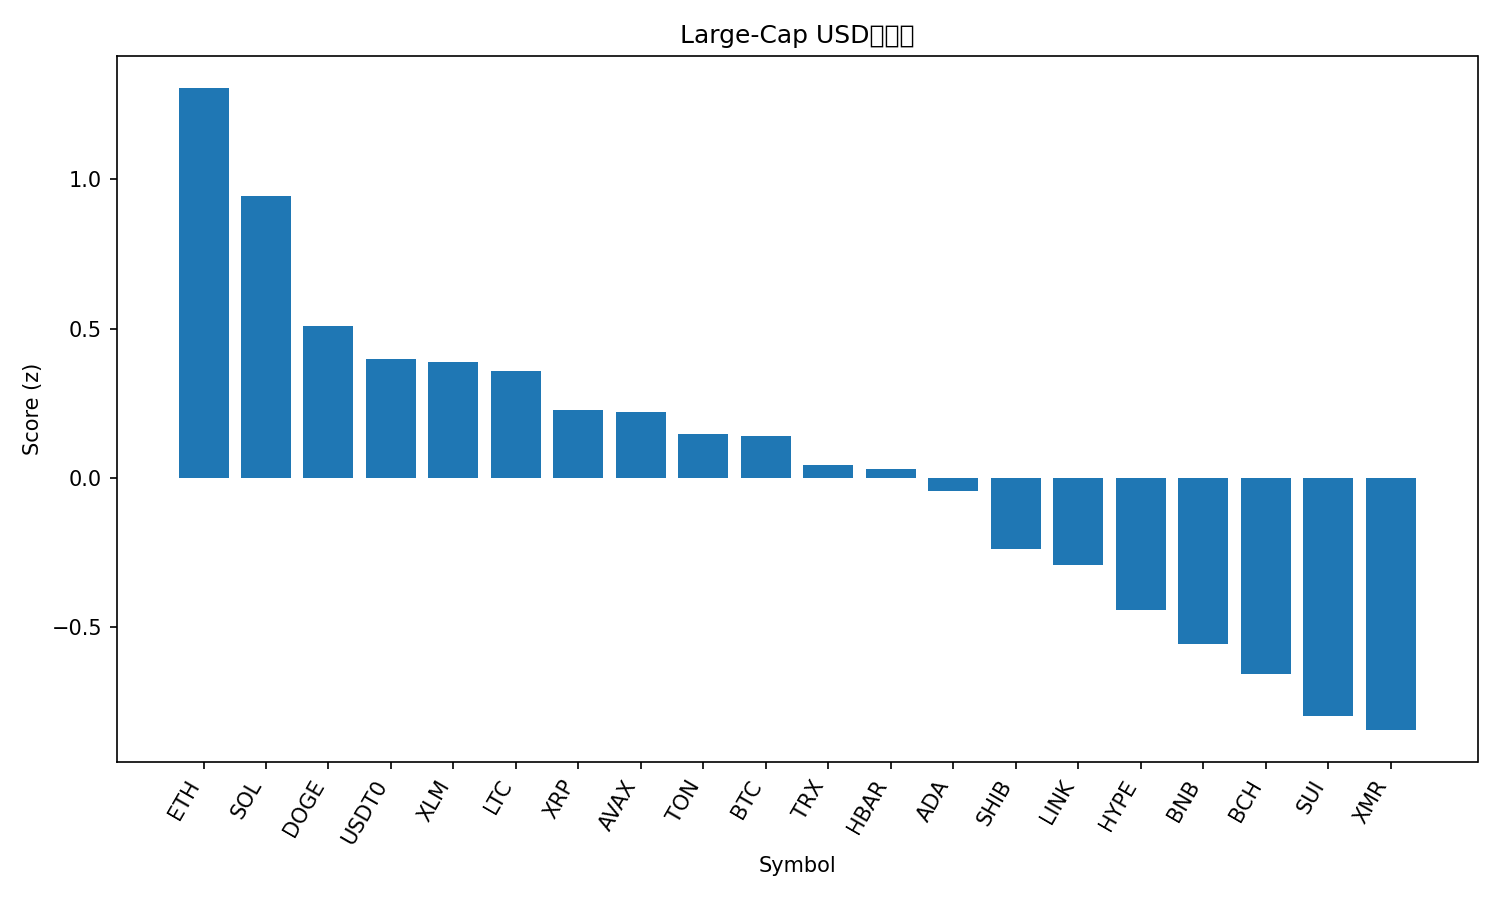 Large-Cap USD
1.0
0.5
0.0
−0.5
Score (z)
ETH
SOL
DOGE
USDT0
XLM
LTC
XRP
AVAX
TON
BTC
TRX
HBAR
ADA
SHIB
LINK
HYPE
BNB
BCH
SUI
XMR
Symbol